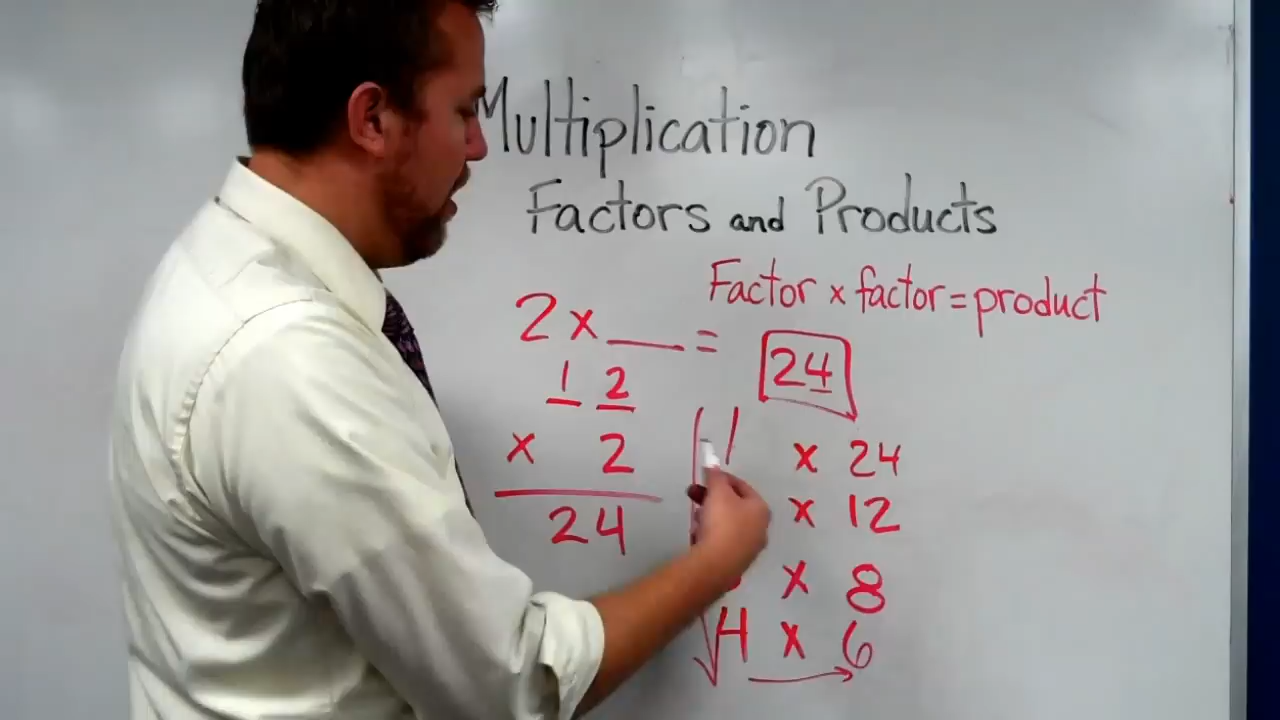 Multiplication
Factors and Products
Factor x factor = product
2 x ___ = 24
1 2
x 2
24
1 x 24
x 12
x 8
4 x 6